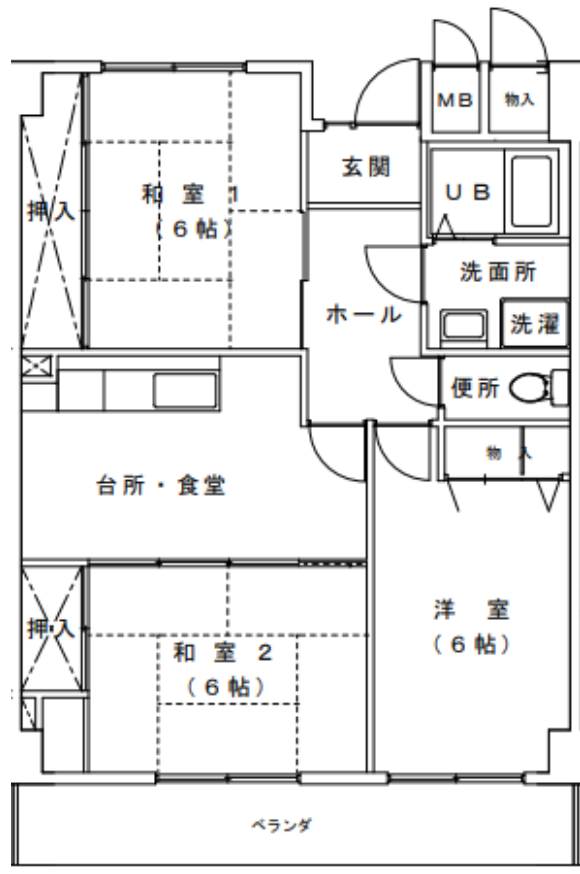 MB
物入
玄関
UB
押入
和室1
(6帖)
洗面所
ホール
洗濯
便所
物入
台所・食堂
洋室
(6帖)
押入
和室2
(6帖)
ベランダ